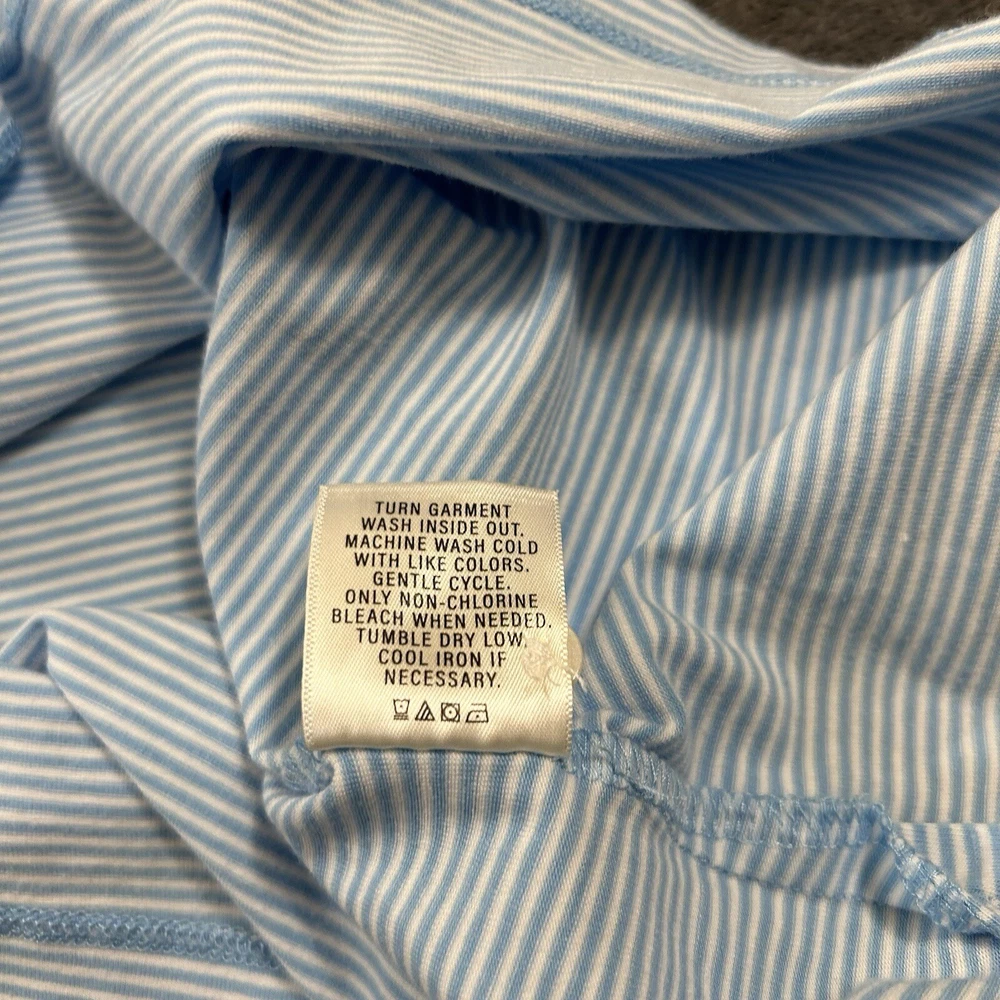 TURN GARMENT
WASH INSIDE OUT.
MACHINE WASH COLD
WITH LIKE COLORS.
GENTLE CYCLE.
ONLY NON-CHLORINE
BLEACH WHEN NEEDED.
TUMBLE DRY LOW.
COOL IRON IF
NECESSARY.